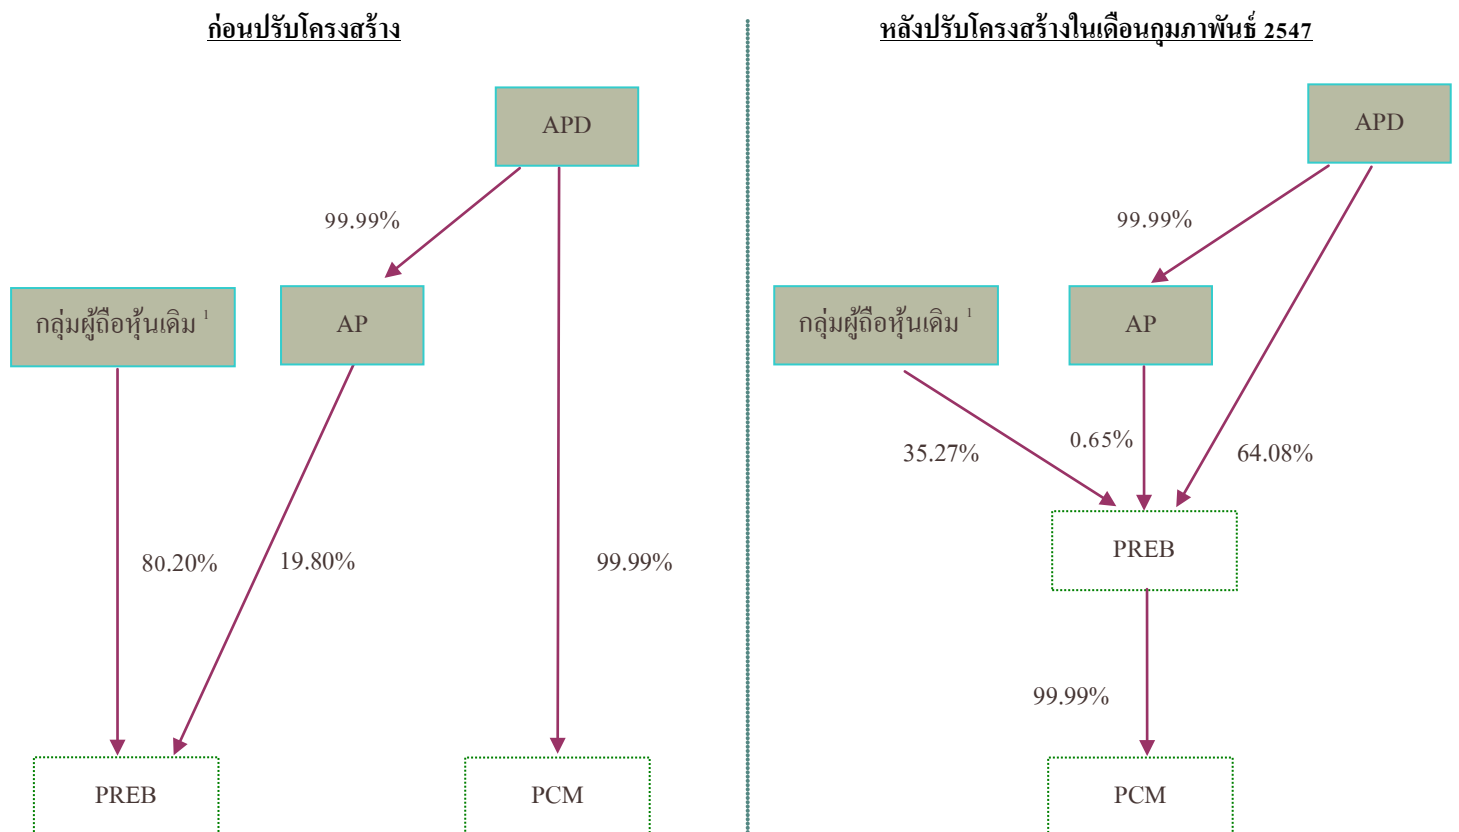 ก่อนปรับโครงสร้าง
APD
99.99%
กลุ่มผู้ถือหุ้นเดิม 1
AP
80.20%
19.80%
99.99%
PREB
PCM
หลังปรับโครงสร้างในเดือนกุมภาพันธ์ 2547
APD
99.99%
กลุ่มผู้ถือหุ้นเดิม 1
AP
35.27%
0.65%
64.08%
PREB
99.99%
PCM